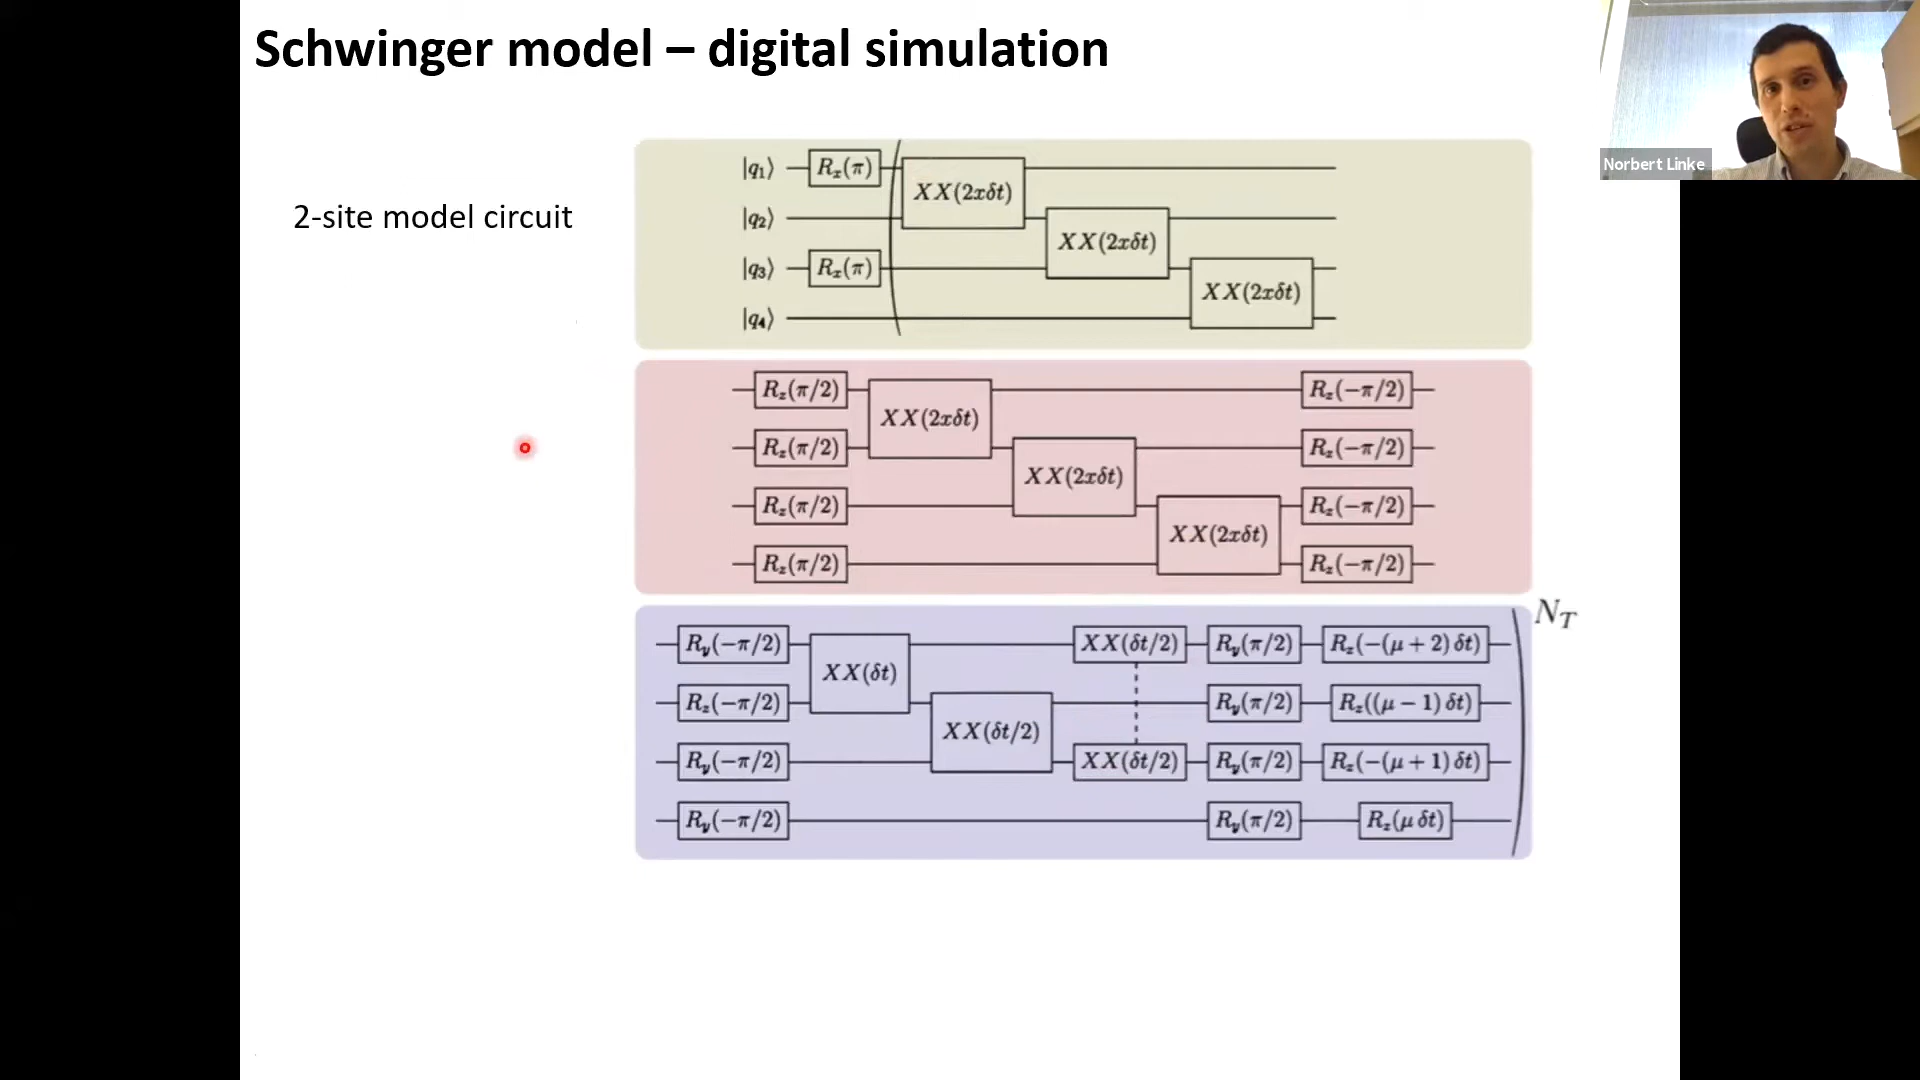 Schwinger model – digital simulation
Norbert Linke
2-site model circuit
|q₁⟩ Rₓ(π) XX(2xδt)
|q₂⟩ XX(2xδt)
|q₃⟩ Rₓ(π) XX(2xδt)
|q₄⟩
R_z(π/2) XX(2xδt) R_z(−π/2)
R_z(π/2) XX(2xδt) R_z(−π/2)
R_z(π/2) XX(2xδt) R_z(−π/2)
R_z(π/2) R_z(−π/2)
N_T
R_y(−π/2) XX(δt) XX(δt/2) R_y(π/2) R_z(−(μ + 2) δt)
R_z(−π/2) XX(δt/2) R_y(π/2) R_z((μ − 1) δt)
R_y(−π/2) XX(δt/2) R_y(π/2) R_z(−(μ + 1) δt)
R_y(−π/2) R_y(π/2) R_z(μ δt)